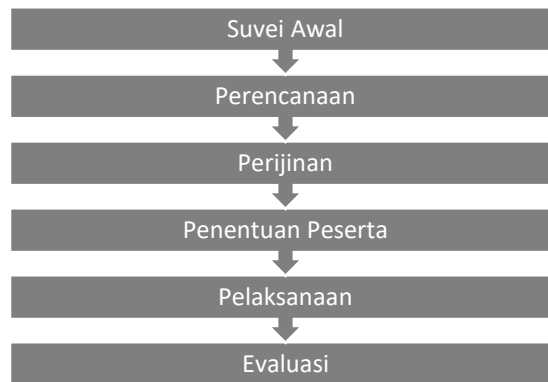 Suvei Awal
Perencanaan
Perijinan
Penentuan Peserta
Pelaksanaan
Evaluasi